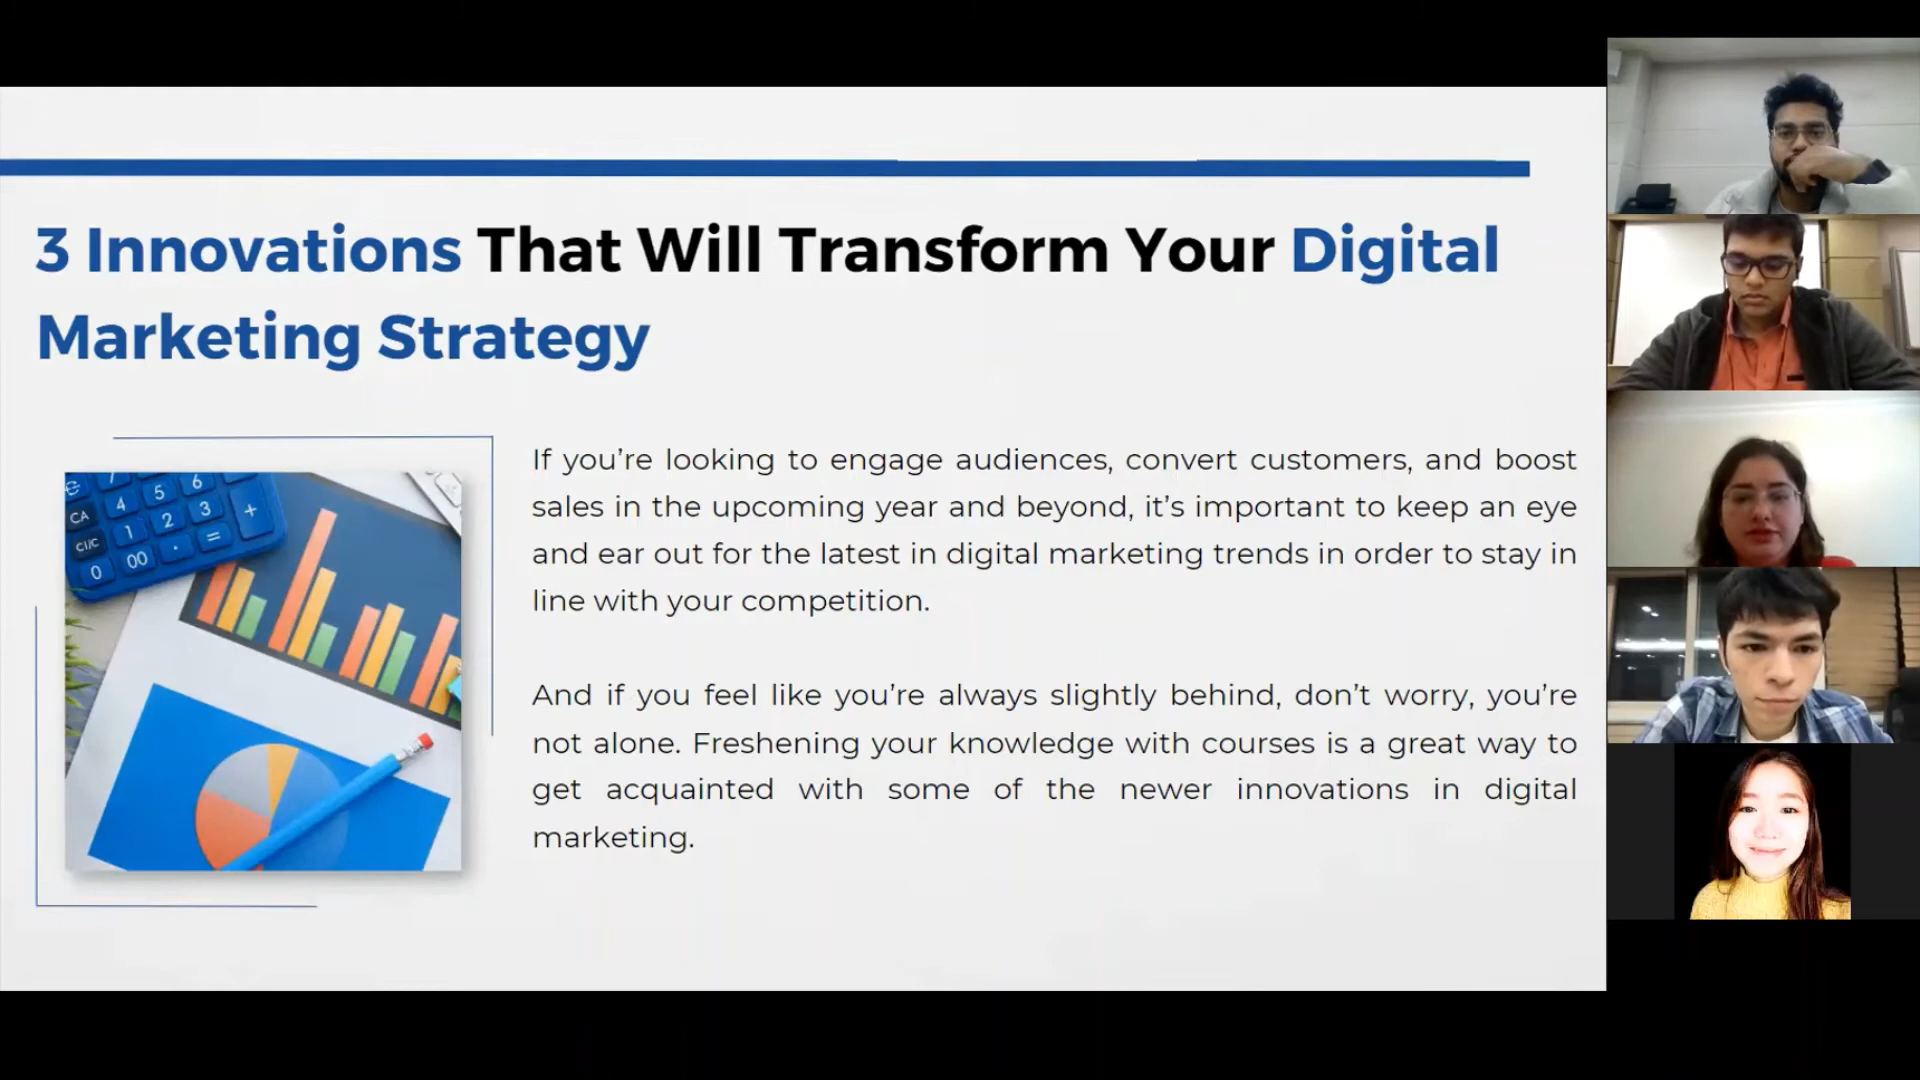 3 Innovations That Will Transform Your Digital
Marketing Strategy
If you’re looking to engage audiences, convert customers, and boost
sales in the upcoming year and beyond, it’s important to keep an eye
and ear out for the latest in digital marketing trends in order to stay in
line with your competition.
And if you feel like you’re always slightly behind, don’t worry, you’re
not alone. Freshening your knowledge with courses is a great way to
get acquainted with some of the newer innovations in digital
marketing.
4 5 6
CA 1 2 3 +
C/IC 0 00 . =